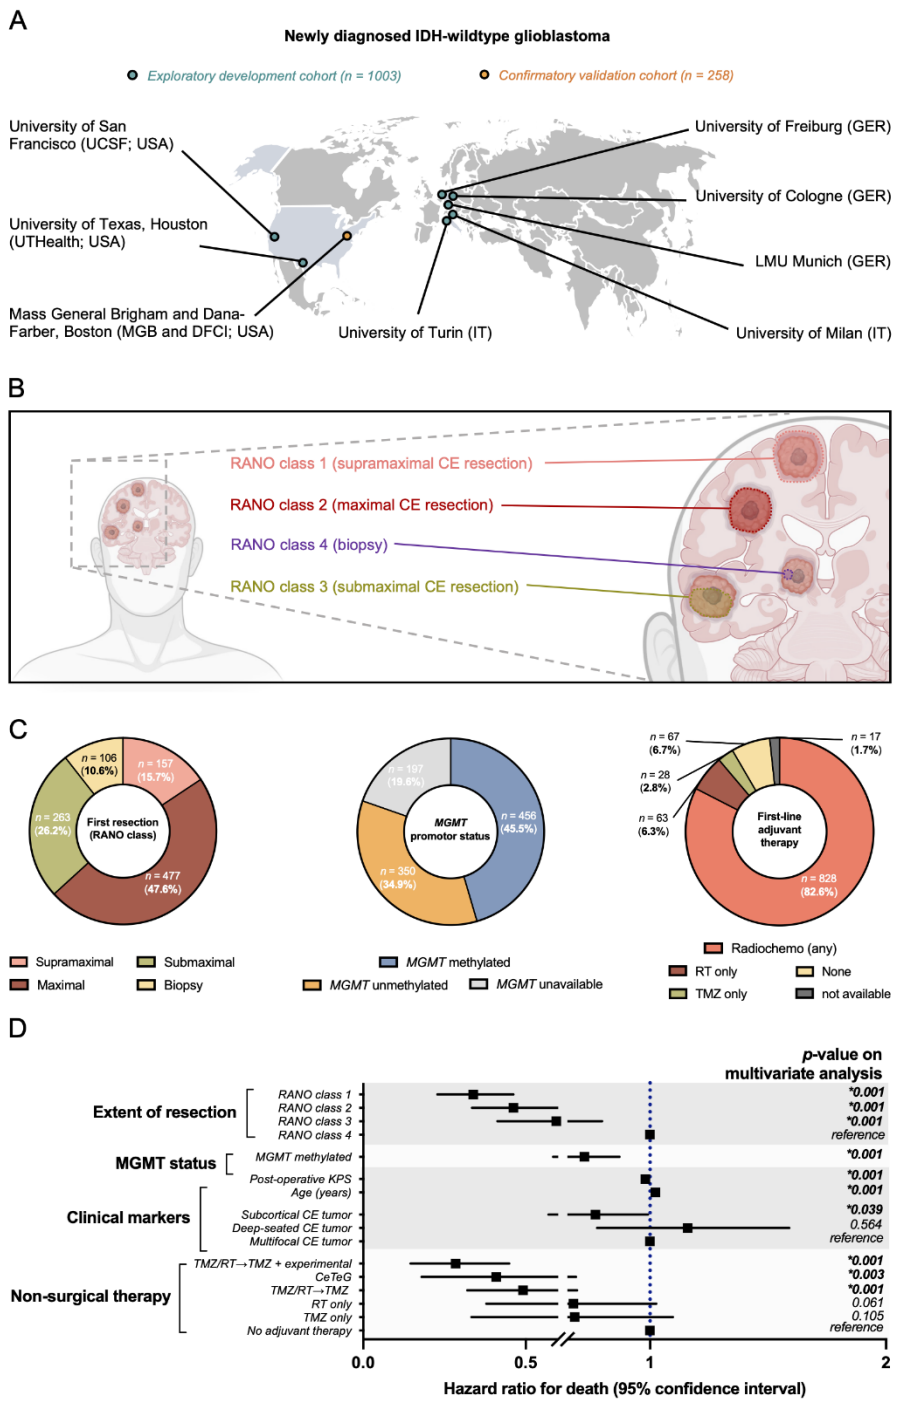 A
Newly diagnosed IDH-wildtype glioblastoma
Exploratory development cohort (n = 1003)
Confirmatory validation cohort (n = 258)
University of San
Francisco (UCSF; USA)
University of Texas, Houston
(UTHealth; USA)
Mass General Brigham and Dana-
Farber, Boston (MGB and DFCI; USA)
University of Turin (IT)
University of Freiburg (GER)
University of Cologne (GER)
LMU Munich (GER)
University of Milan (IT)
B
RANO class 1 (supramaximal CE resection)
RANO class 2 (maximal CE resection)
RANO class 4 (biopsy)
RANO class 3 (submaximal CE resection)
C
n = 106
(10.6%)
n = 157
(15.7%)
n = 263
(26.2%)
First resection
(RANO class)
n = 477
(47.6%)
Supramaximal
Submaximal
Maximal
Biopsy
n = 197
(19.6%)
n = 456
(45.5%)
MGMT
promotor status
n = 350
(34.9%)
MGMT methylated
MGMT unmethylated
MGMT unavailable
n = 67
(6.7%)
n = 17
(1.7%)
n = 28
(2.8%)
n = 63
(6.3%)
First-line
adjuvant
therapy
n = 828
(82.6%)
Radiochemo (any)
RT only
None
TMZ only
not available
D
p-value on
multivariate analysis
Extent of resection
RANO class 1 *0.001
RANO class 2 *0.001
RANO class 3 *0.001
RANO class 4 reference
MGMT status
MGMT methylated *0.001
Clinical markers
Post-operative KPS *0.001
Age (years) *0.001
Subcortical CE tumor *0.039
Deep-seated CE tumor 0.564
Multifocal CE tumor reference
Non-surgical therapy
TMZ/RT→TMZ + experimental *0.001
CeTeG *0.003
TMZ/RT→TMZ *0.001
RT only 0.061
TMZ only 0.105
No adjuvant therapy reference
0.0 0.5 1 2
Hazard ratio for death (95% confidence interval)